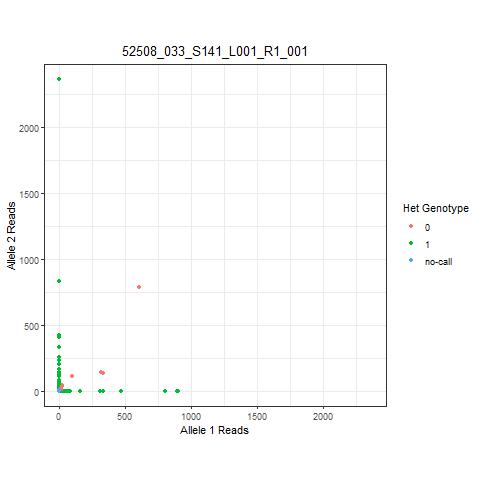 52508_033_S141_L001_R1_001
2000
1500
1000
500
0
Allele 2 Reads
0 500 1000 1500 2000
Allele 1 Reads
Het Genotype
0
1
no-call